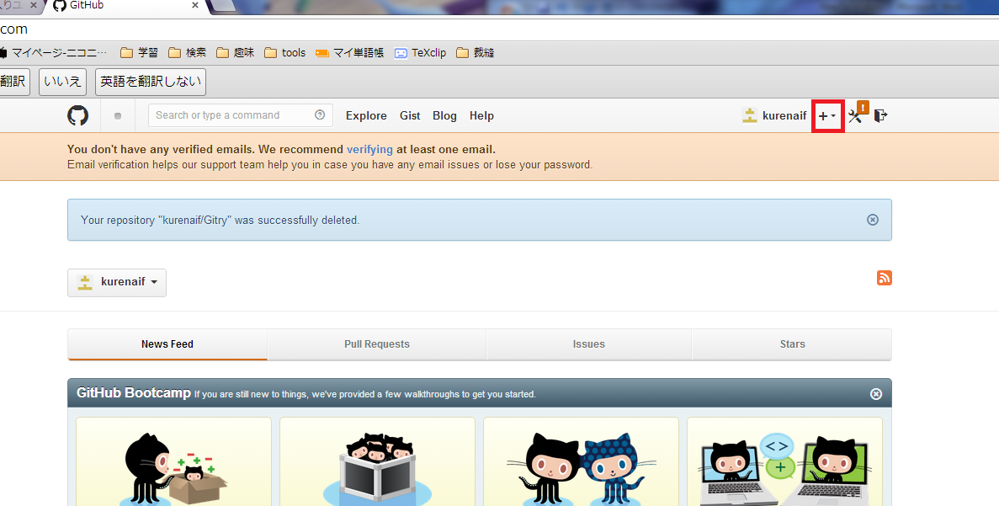 りユ
GitHub
com
マイページ-ニコニ…
学習
検索
趣味
tools
マイ単語帳
TeXclip
裁縫
翻訳
いいえ
英語を翻訳しない
Search or type a command
Explore
Gist
Blog
Help
kurenaif
You don't have any verified emails. We recommend verifying at least one email.
Email verification helps our support team help you in case you have any email issues or lose your password.
Your repository "kurenaif/Gitry" was successfully deleted.
kurenaif
News Feed
Pull Requests
Issues
Stars
GitHub Bootcamp If you are still new to things, we've provided a few walkthroughs to get you started.